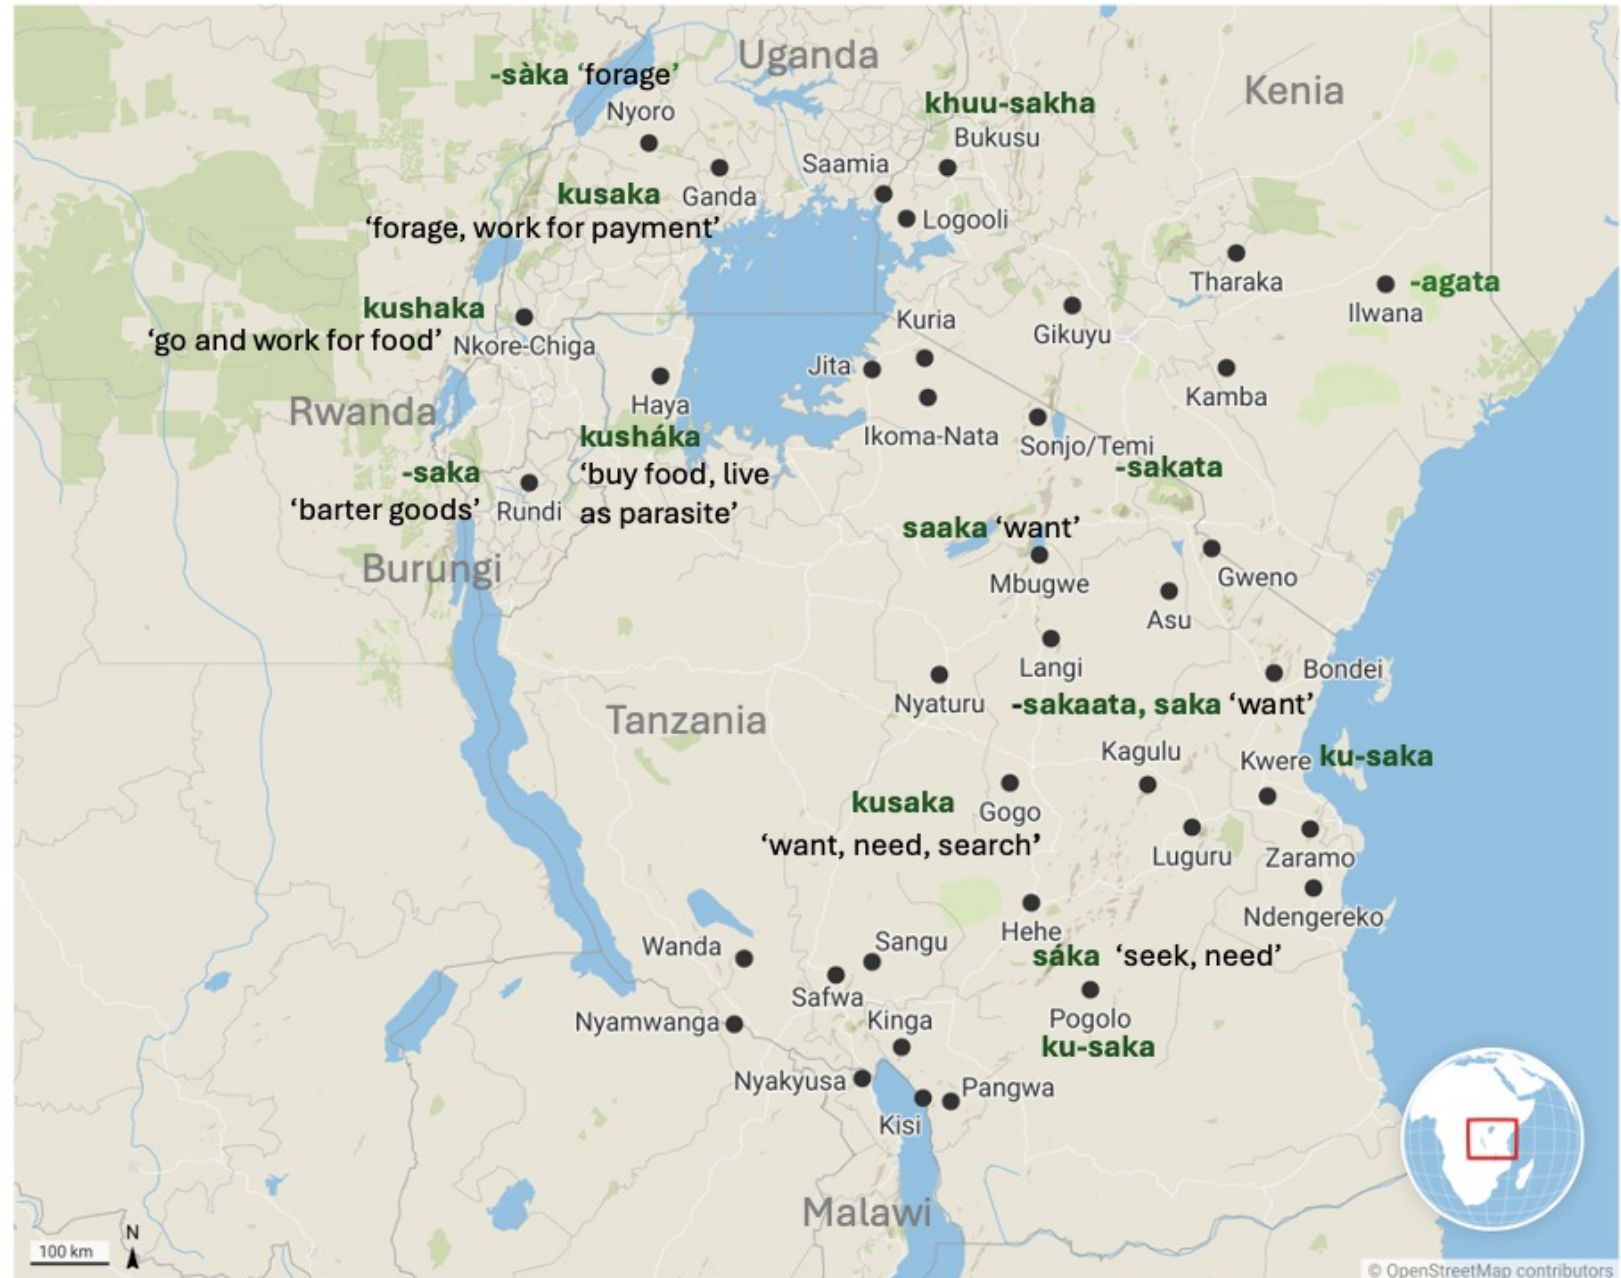 Uganda
-sàka ‘forage’
Kenia
khuu-sakha
Nyoro
Bukusu
Saamia
kusaka
Ganda
‘forage, work for payment’
Logooli
Tharaka
-agata
Ilwana
kushaka
Kuria
Gikuyu
‘go and work for food’
Nkore-Chiga
Jita
Kamba
Rwanda
Haya
Ikoma-Nata
kusháka
Sonjo/Temi
-saka
‘buy food, live
-sakata
‘barter goods’
Rundi
as parasite’
saaka ‘want’
Burungi
Mbugwe
Gweno
Asu
Langi
Bondei
Nyaturu
-sakaata, saka ‘want’
Tanzania
Kagulu
Kwere
ku-saka
kusaka
Gogo
‘want, need, search’
Luguru
Zaramo
Ndengereko
Hehe
Wanda
Sangu
sáka ‘seek, need’
Safwa
Nyamwanga
Kinga
Pogolo
ku-saka
Nyakyusa
Pangwa
Kisi
Malawi
N
100 km
© OpenStreetMap contributors